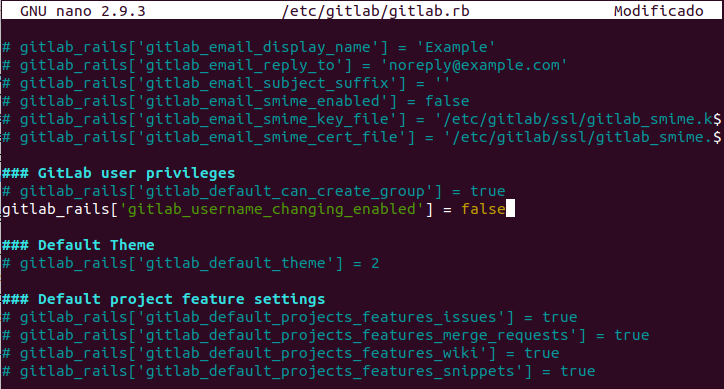 GNU nano 2.9.3 /etc/gitlab/gitlab.rb Modificado
# gitlab_rails['gitlab_email_display_name'] = 'Example'
# gitlab_rails['gitlab_email_reply_to'] = 'noreply@example.com'
# gitlab_rails['gitlab_email_subject_suffix'] = ''
# gitlab_rails['gitlab_email_smime_enabled'] = false
# gitlab_rails['gitlab_email_smime_key_file'] = '/etc/gitlab/ssl/gitlab_smime.k$
# gitlab_rails['gitlab_email_smime_cert_file'] = '/etc/gitlab/ssl/gitlab_smime.$
### GitLab user privileges
# gitlab_rails['gitlab_default_can_create_group'] = true
gitlab_rails['gitlab_username_changing_enabled'] = false
### Default Theme
# gitlab_rails['gitlab_default_theme'] = 2
### Default project feature settings
# gitlab_rails['gitlab_default_projects_features_issues'] = true
# gitlab_rails['gitlab_default_projects_features_merge_requests'] = true
# gitlab_rails['gitlab_default_projects_features_wiki'] = true
# gitlab_rails['gitlab_default_projects_features_snippets'] = true